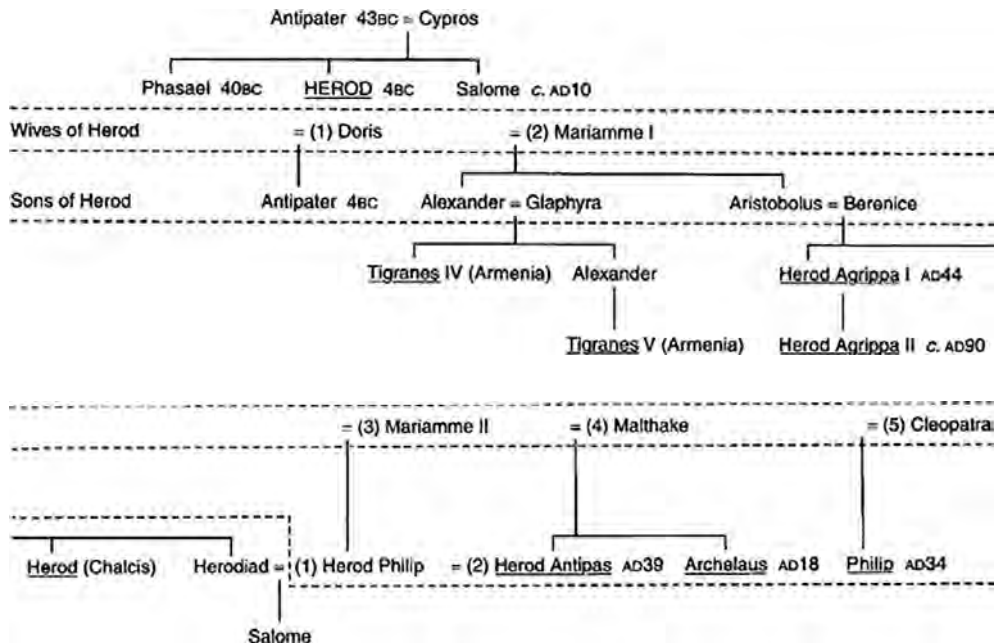 Antipater 43BC = Cypros
Phasael 40BC HEROD 4BC Salome c. AD10
Wives of Herod = (1) Doris = (2) Mariamme I
Sons of Herod Antipater 4BC Alexander = Glaphyra Aristobolus = Berenice
Tigranes IV (Armenia) Alexander Herod Agrippa I AD44
Tigranes V (Armenia) Herod Agrippa II c. AD90
= (3) Mariamme II = (4) Malthake = (5) Cleopatra
Herod (Chalcis) Herodiad = (1) Herod Philip = (2) Herod Antipas AD39 Archelaus AD18 Philip AD34
Salome